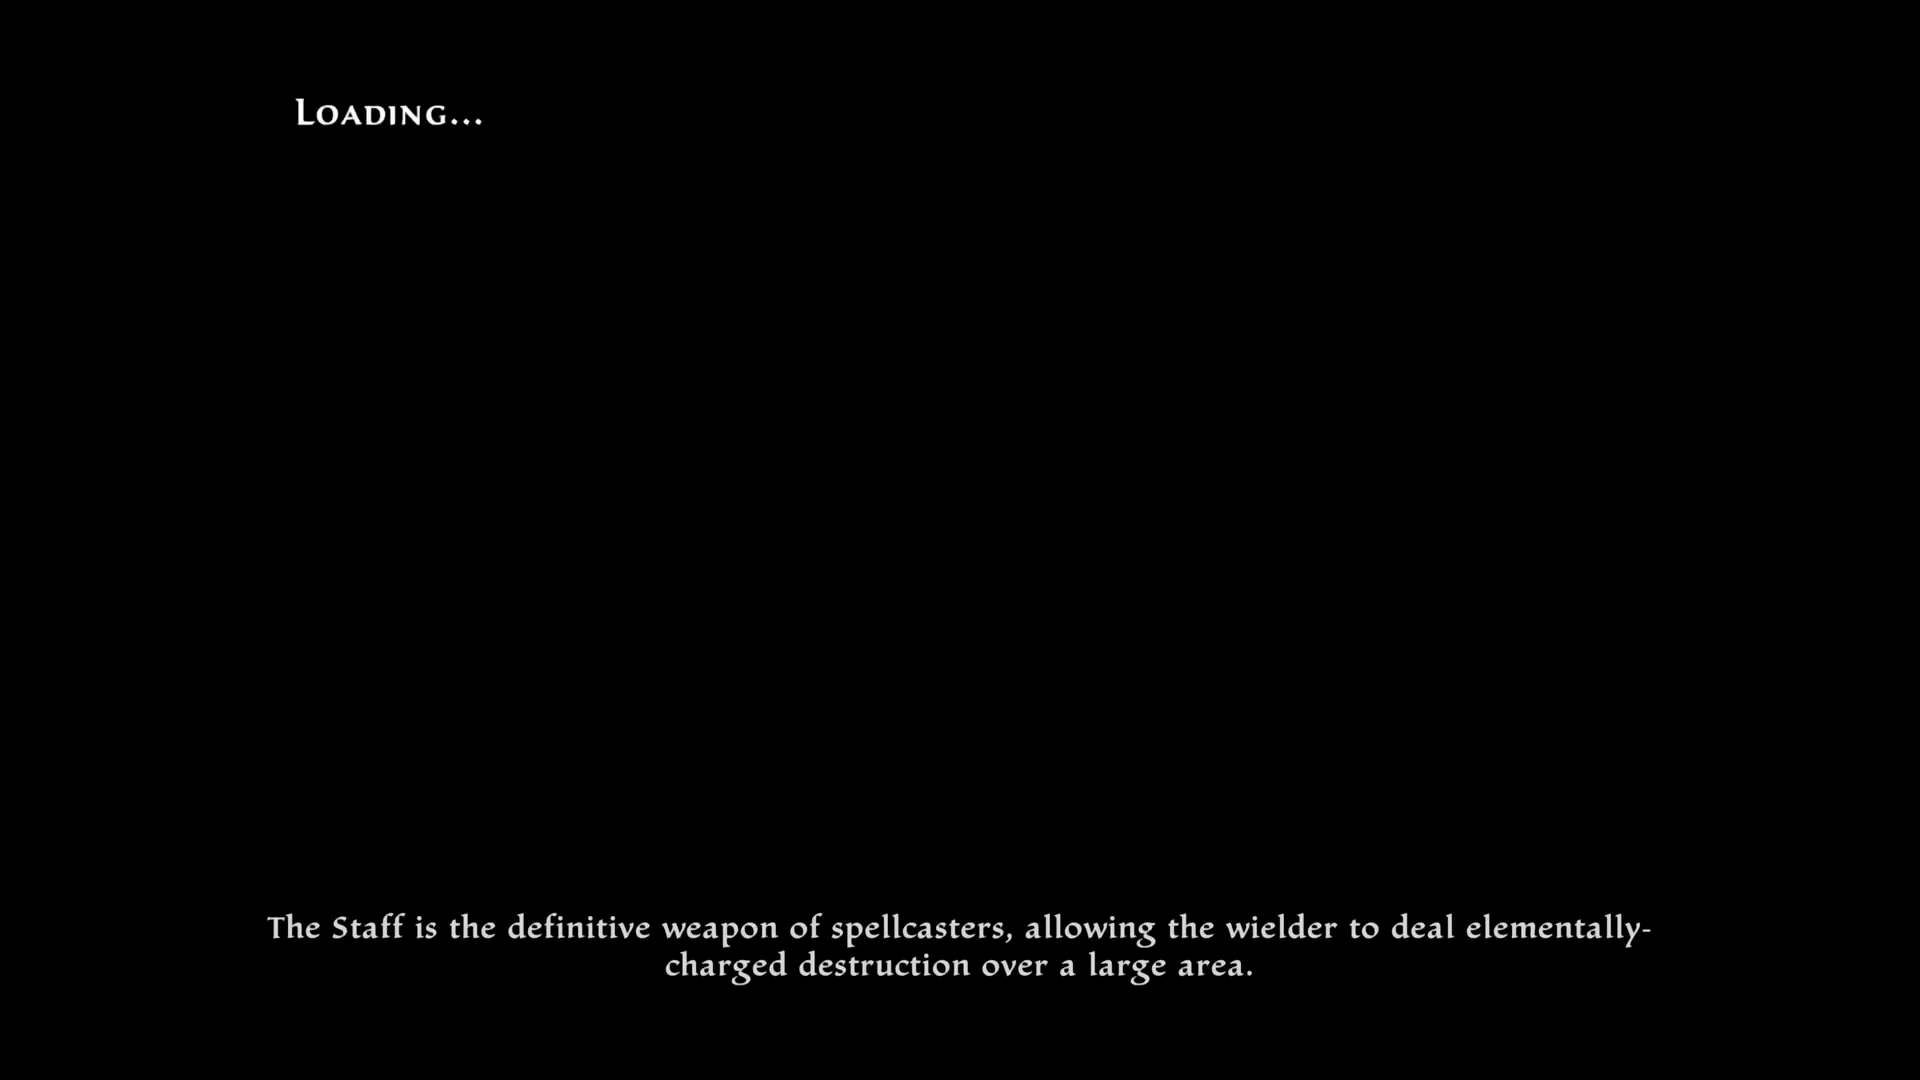 Loading...
The Staff is the definitive weapon of spellcasters, allowing the wielder to deal elementally-
charged destruction over a large area.